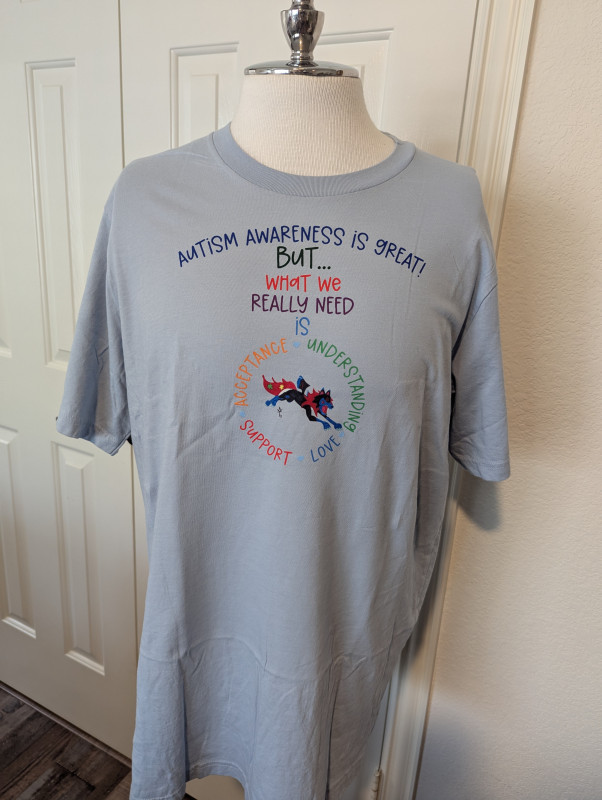 AUTiSM AWARENESS iS gREAT!
BUT...
WHaT We
REALLY NEED
iS
ACCEPTANCE
UNDERSTANDINg
SUPPORT
LOVE